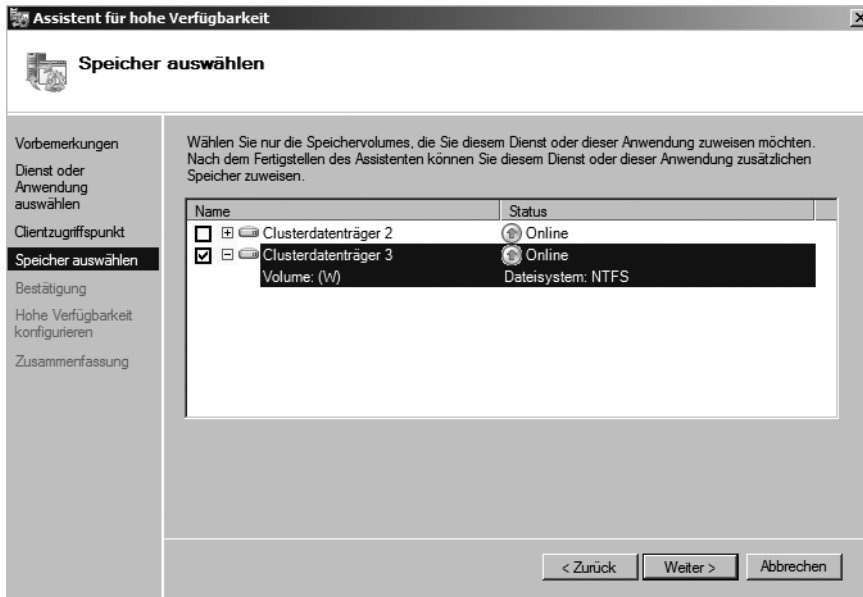 Assistent für hohe Verfügbarkeit
Speicher auswählen
Vorbemerkungen
Dienst oder
Anwendung
auswählen
Clientzugriffspunkt
Speicher auswählen
Bestätigung
Hohe Verfügbarkeit
konfigurieren
Zusammenfassung
Wählen Sie nur die Speichervolumes, die Sie diesem Dienst oder dieser Anwendung zuweisen möchten.
Nach dem Fertigstellen des Assistenten können Sie diesem Dienst oder dieser Anwendung zusätzlichen
Speicher zuweisen.
Name Status
Clusterdatenträger 2 Online
Clusterdatenträger 3 Online
Volume: (W) Dateisystem: NTFS
< Zurück Weiter > Abbrechen